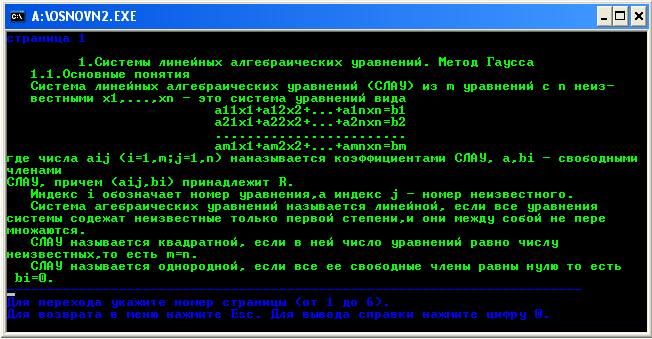 A:\OSNOVN2.EXE
страница 1
1.Системы линейных алгебраических уравнений. Метод Гаусса
1.1.Основные понятия
Система линейных алгебраических уравнений (СЛАУ) из m уравнений с n неиз-
вестными x1,...,xn - это система уравнений вида
a11x1+a12x2+...+a1nxn=b1
a21x1+a22x2+...+a2nxn=b2
........................
am1x1+am2x2+...+amnxn=bm
где числа aij (i=1,m;j=1,n) наназывается коэффициентами СЛАУ, a,bi - свободными
членами
СЛАУ, причем (aij,bi) принадлежит R.
Индекс i обозначает номер уравнения,а индекс j - номер неизвестного.
Система агебраических уравнений называется линейной, если все уравнения
системы содежат неизвестные только первой степени,и они между собой не пере
множаются.
СЛАУ называется квадратной, если в ней число уравнений равно числу
неизвестных,то есть m=n.
СЛАУ называется однородной, если все ее свободные члены равны нулю то есть
bi=0.
Для перехода укажите номер страницы (от 1 до 6).
Для возврата в меню нажмите Esc. Для вывода справки нажмите цифру 0.